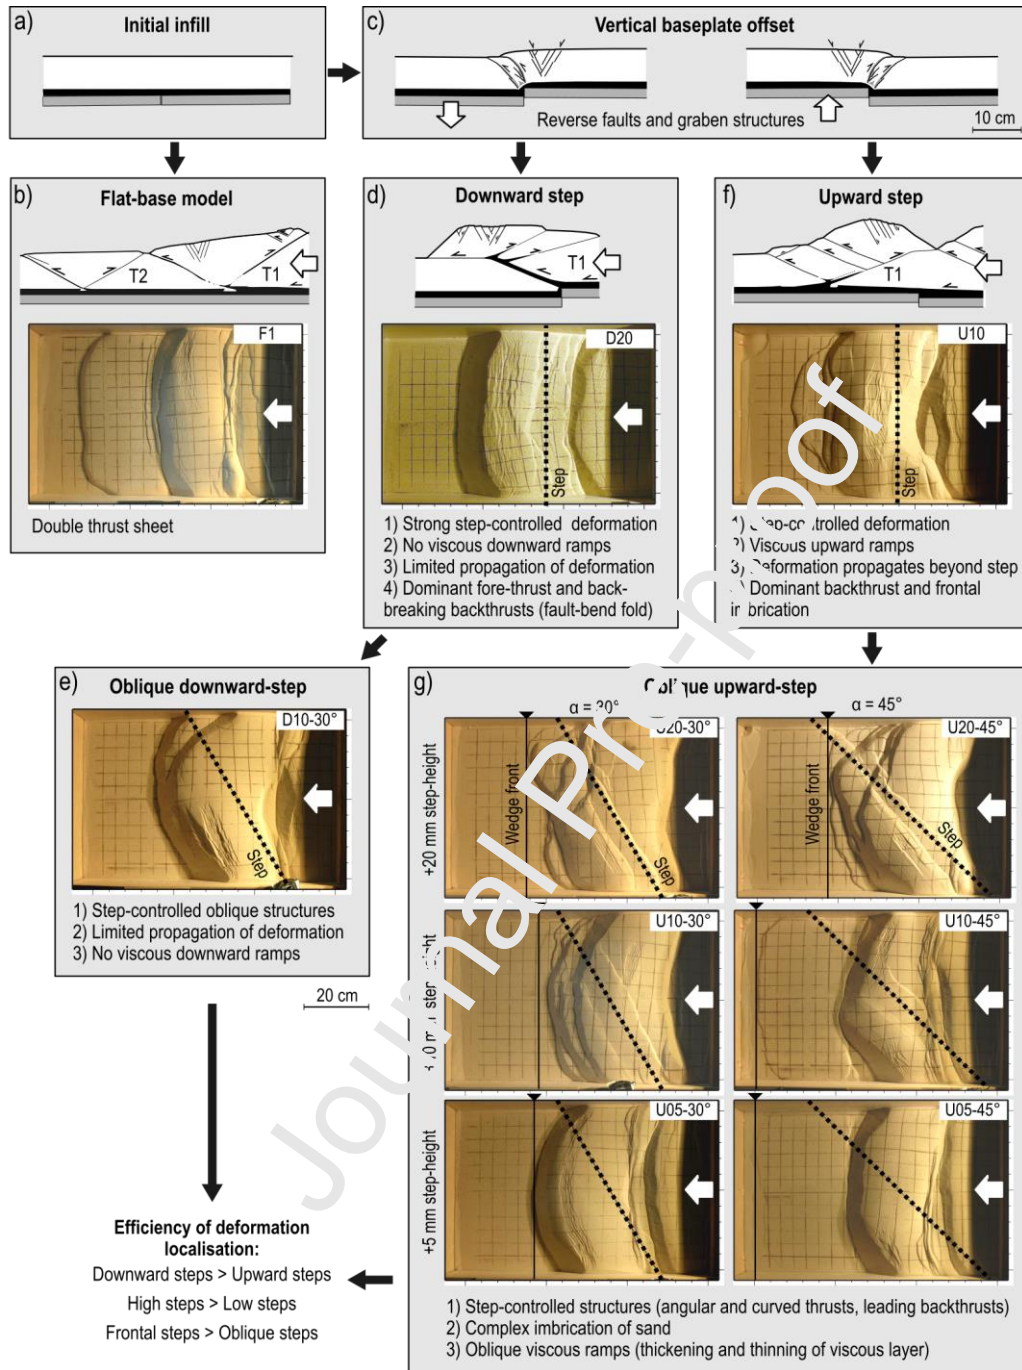 a)
Initial infill
c)
Vertical baseplate offset
Reverse faults and graben structures
10 cm
b)
Flat-base model
T2
T1
F1
Double thrust sheet
d)
Downward step
T1
D20
Step
1) Strong step-controlled deformation
2) No viscous downward ramps
3) Limited propagation of deformation
4) Dominant fore-thrust and back-
breaking backthrusts (fault-bend fold)
f)
Upward step
T1
U10
Step
deformation
Viscous upward ramps
Deformation propagates beyond step
Dominant backthrust and frontal
e)
Oblique downward-step
D10-30°
Step
1) Step-controlled oblique structures
2) Limited propagation of deformation
3) No viscous downward ramps
20 cm
g)
upward-step
α =
α = 45°
+20 mm step-height
Wedge front
Step
U20-30°
Wedge front
Step
U20-45°
U10-30°
U10-45°
+5 mm step-height
U05-30°
U05-45°
1) Step-controlled structures (angular and curved thrusts, leading backthrusts)
2) Complex imbrication of sand
3) Oblique viscous ramps (thickening and thinning of viscous layer)
Efficiency of deformation
localisation:
Downward steps > Upward steps
High steps > Low steps
Frontal steps > Oblique steps
Journal Pre-proof